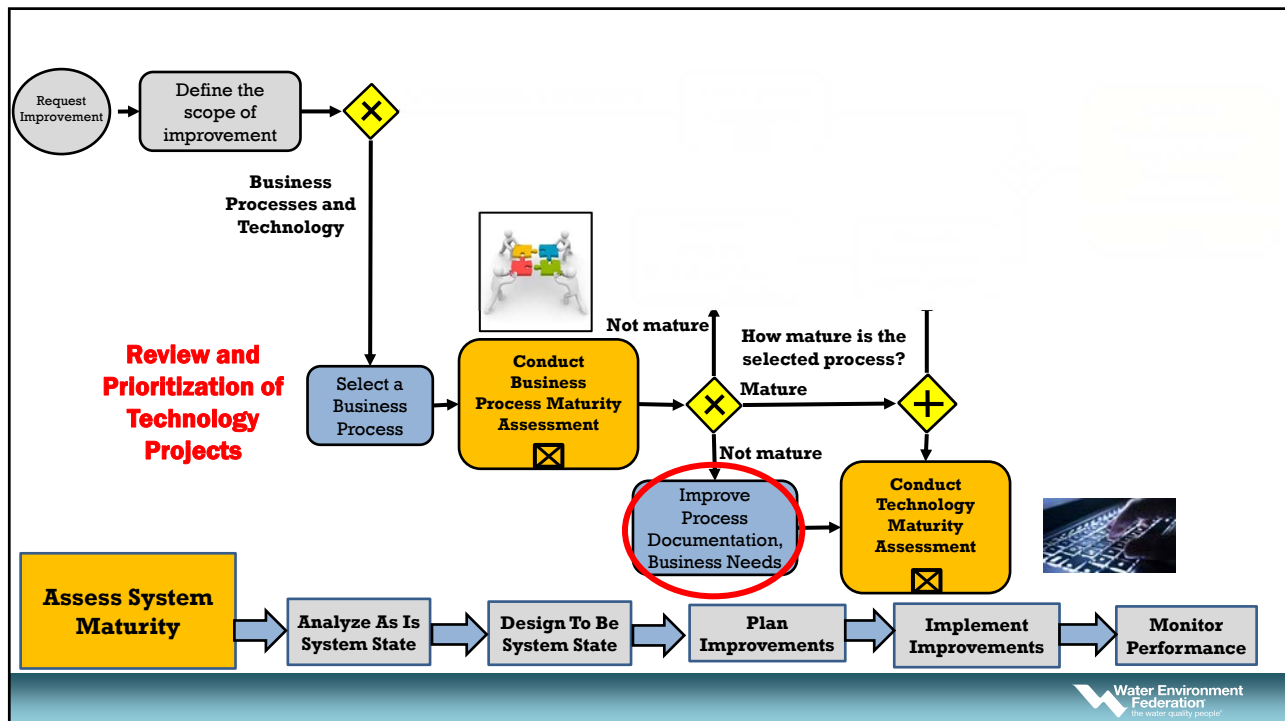 Request
Improvement
Define the
scope of
improvement
Business
Processes and
Technology
Review and
Prioritization of
Technology
Projects
Select a
Business
Process
Conduct
Business
Process Maturity
Assessment
Not mature
How mature is the
selected process?
Mature
Not mature
Improve
Process
Documentation,
Business Needs
Conduct
Technology
Maturity
Assessment
Assess System
Maturity
Analyze As Is
System State
Design To Be
System State
Plan
Improvements
Implement
Improvements
Monitor
Performance
Water Environment
Federation
the water quality people®